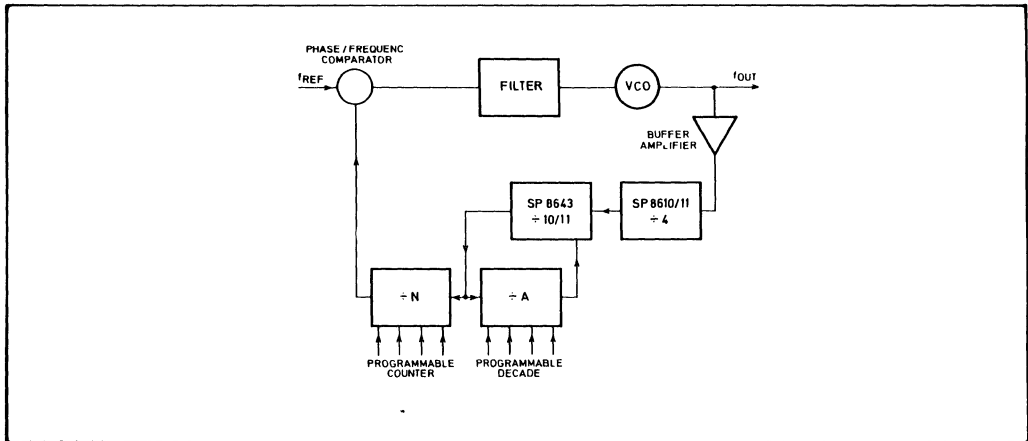 PHASE / FREQUENC
COMPARATOR
fREF
FILTER
VCO
fOUT
BUFFER
AMPLIFIER
SP 8643
÷ 10/11
SP 8610/11
÷ 4
÷ N
÷ A
PROGRAMMABLE
COUNTER
PROGRAMMABLE
DECADE